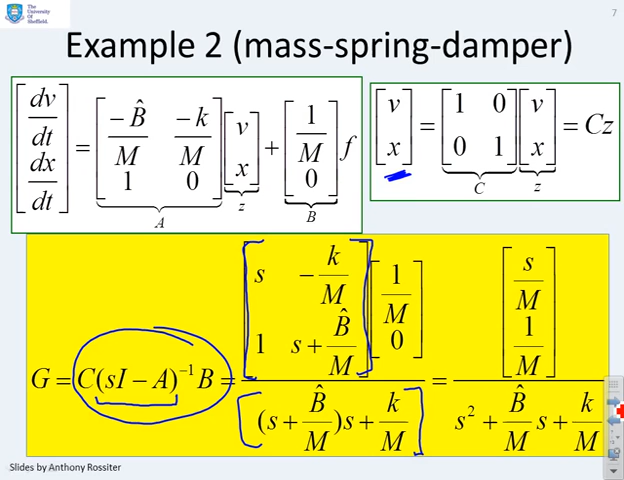 The
University
Of
Sheffield.
7
Example 2 (mass-spring-damper)
[dv/dt; dx/dt] = [−B̂/M −k/M; 1 0] [v; x] + [1/M; 0] f
A z B
[v; x] = [1 0; 0 1] [v; x] = Cz
C z
G = C(sI − A)⁻¹B = [s −k/M; 1 s + B̂/M] [1/M; 0] / ((s + B̂/M)s + k/M) = [s/M; 1/M] / (s² + B̂/M s + k/M)
Slides by Anthony Rossiter